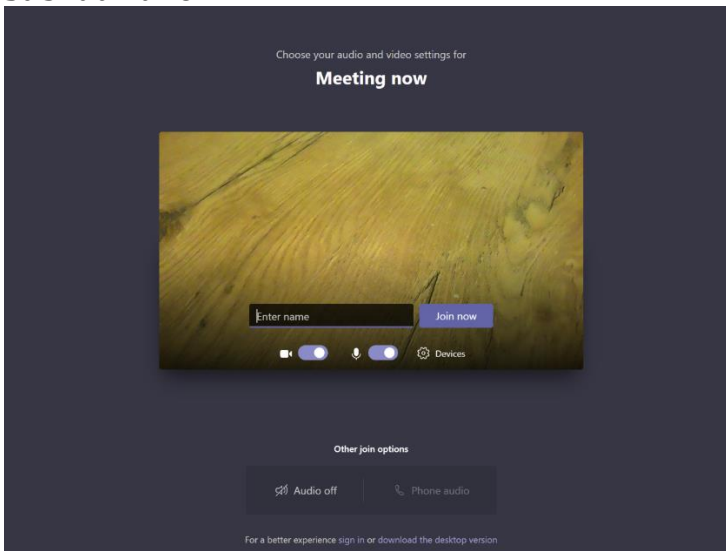 Choose your audio and video settings for
Meeting now
Enter name
Join now
Devices
Other join options
Audio off
Phone audio
For a better experience sign in or download the desktop version